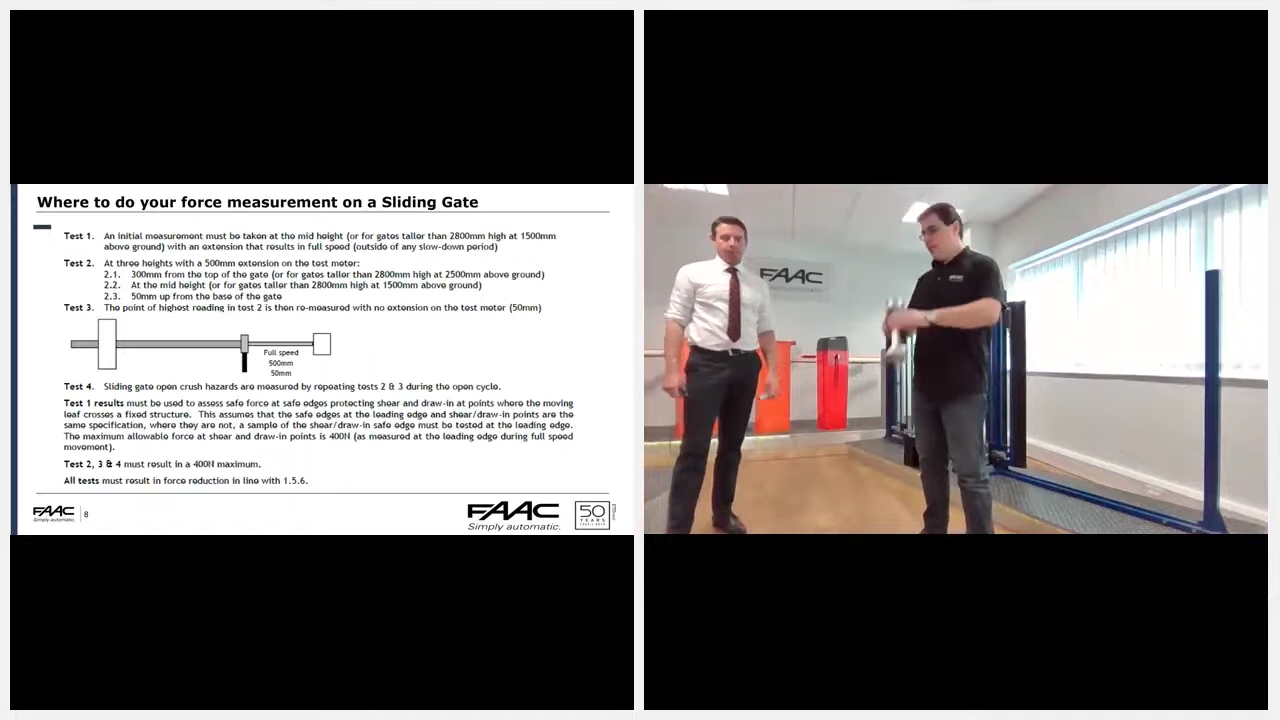 Where to do your force measurement on a Sliding Gate
Test 1. An initial measurement must be taken at the mid height (or for gates taller than 2800mm high at 1500mm
above ground) with an extension that results in full speed (outside of any slow-down period)
Test 2. At three heights with a 500mm extension on the test meter:
2.1. 300mm from the top of the gate (or for gates taller than 2800mm high at 2500mm above ground)
2.2. At the mid height (or for gates taller than 2800mm high at 1500mm above ground)
2.3. 50mm up from the base of the gate
Test 3. The point of highest reading in test 2 is then re-measured with no extension on the test meter (50mm)
Full speed
500mm
50mm
Test 4. Sliding gate open crush hazards are measured by repeating tests 2 & 3 during the open cycle.
Test 1 results must be used to assess safe force at safe edges protecting shear and draw-in at points where the moving
leaf crosses a fixed structure. This assumes that the safe edges at the leading edge and shear/draw-in points are the
same specification, where they are not, a sample of the shear/draw-in safe edge must be tested at the leading edge.
The maximum allowable force at shear and draw-in points is 400N (as measured at the leading edge during full speed
movement).
Test 2, 3 & 4 must result in a 400N maximum.
All tests must result in force reduction in line with 1.5.6.
FAAC
Simply automatic.
8
FAAC
Simply automatic.
50
YEARS
FAAC